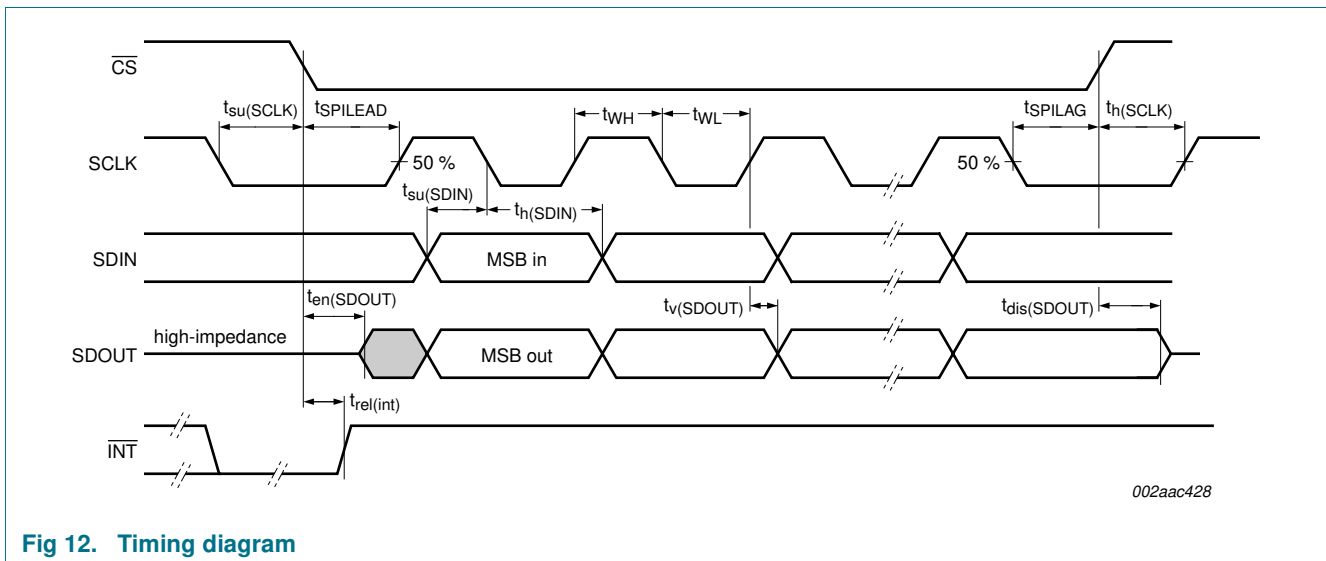 CS
tsu(SCLK) tSPILEAD tWH tWL tSPILAG th(SCLK)
SCLK 50 % 50 %
tsu(SDIN) th(SDIN)
SDIN MSB in
ten(SDOUT) tv(SDOUT) tdis(SDOUT)
high-impedance
SDOUT MSB out
trel(int)
INT
002aac428
Fig 12. Timing diagram